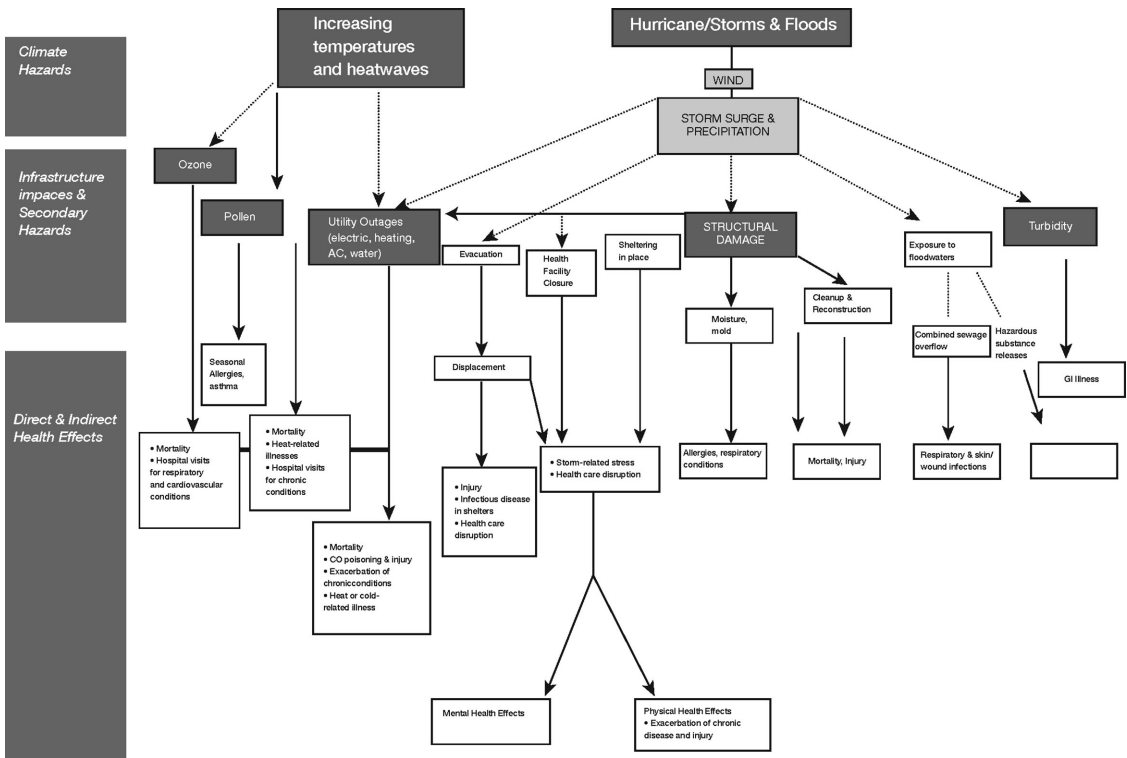 Climate
Hazards
Increasing
temperatures
and heatwaves
Hurricane/Storms & Floods
WIND
STORM SURGE &
PRECIPITATION
Infrastructure
impaces &
Secondary
Hazards
Ozone
Pollen
Utility Outages
(electric, heating,
AC, water)
Evacuation
Health
Facility
Closure
Sheltering
in place
STRUCTURAL
DAMAGE
Exposure to
floodwaters
Turbidity
Moisture,
mold
Cleanup &
Reconstruction
Combined sewage
overflow
Hazardous
substance
releases
Direct & Indirect
Health Effects
Seasonal
Allergies,
asthma
Displacement
GI illness
• Mortality
• Hospital visits
for respiratory
and cardiovascular
conditions
• Mortality
• Heat-related
illnesses
• Hospital visits
for chronic
conditions
• Mortality
• CO poisoning & injury
• Exacerbation of
chronicconditions
• Heat or cold-
related illness
• Injury
• Infectious disease
in shelters
• Health care
disruption
• Storm-related stress
• Health care disruption
Allergies, respiratory
conditions
Mortality, Injury
Respiratory & skin/
wound infections
Mental Health Effects
Physical Health Effects
• Exacerbation of chronic
disease and injury